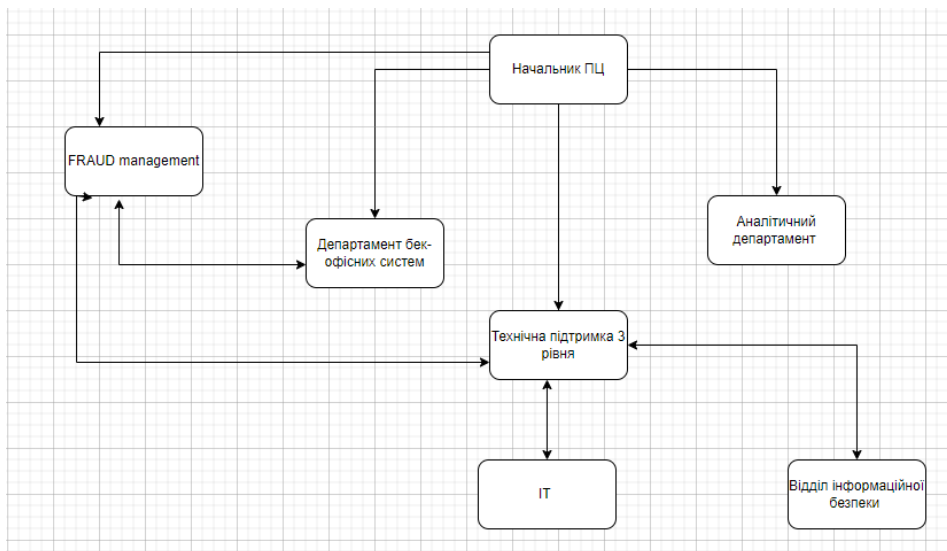 Начальник ПЦ
FRAUD management
Департамент бек-
офісних систем
Аналітичний
департамент
Технічна підтримка 3
рівня
IT
Відділ інформаційної
безпеки